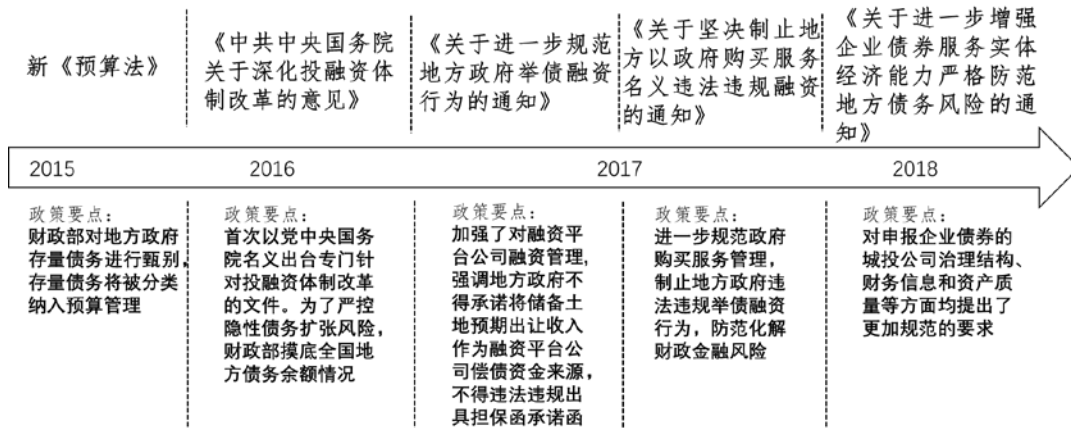 新《预算法》
《中共中央国务院
关于深化投融资体
制改革的意见》
《关于进一步规范
地方政府举债融资
行为的通知》
《关于坚决制止地
方以政府购买服务
名义违法违规融资
的通知》
《关于进一步增强
企业债券服务实体
经济能力严格防范
地方债务风险的通
知》
2015
2016
2017
2018
政策要点：
财政部对地方政府
存量债务进行甄别，
存量债务将被分类
纳入预算管理
政策要点：
首次以党中央国务
院名义出台专门针
对投融资体制改革
的文件。为了严控
隐性债务扩张风险，
财政部摸底全国地
方债务余额情况
政策要点：
加强了对融资平
台公司融资管理，
强调地方政府不
得承诺将储备土
地预期出让收入
作为融资平台公
司偿债资金来源，
不得违法违规出
具担保函承诺函
政策要点：
进一步规范政府
购买服务管理，
制止地方政府违
法违规举债融资
行为，防范化解
财政金融风险
政策要点：
对申报企业债券的
城投公司治理结构、
财务信息和资产质
量等方面均提出了
更加规范的要求